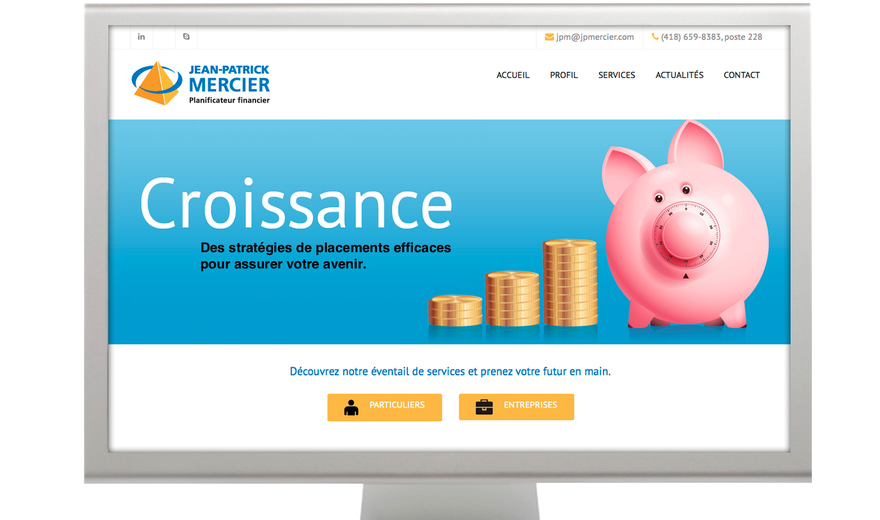 in
jpm@jpmercier.com
(418) 659-8383, poste 228
JEAN-PATRICK
MERCIER
Planificateur financier
ACCUEIL PROFIL SERVICES ACTUALITÉS CONTACT
Croissance
Des stratégies de placements efficaces
pour assurer votre avenir.
Découvrez notre éventail de services et prenez votre futur en main.
PARTICULIERS
ENTREPRISES